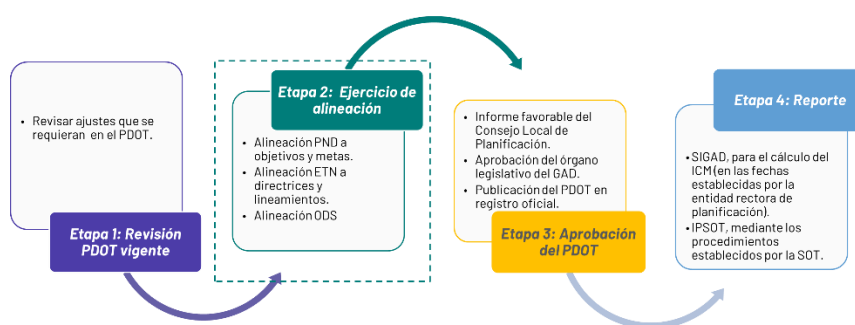 • Revisar ajustes que se
requieran en el PDOT.
Etapa 1: Revisión
PDOT vigente
Etapa 2: Ejercicio de
alineación
• Alineación PND a
objetivos y metas.
• Alineación ETN a
directrices y
lineamientos.
• Alineación ODS
• Informe favorable del
Consejo Local de
Planificación.
• Aprobación del órgano
legislativo del GAD.
• Publicación del PDOT en
registro oficial.
Etapa 3: Aprobación
del PDOT
Etapa 4: Reporte
• SIGAD, para el cálculo del
ICM (en las fechas
establecidas por la
entidad rectora de
planificación).
• IPSOT, mediante los
procedimientos
establecidos por la SOT.